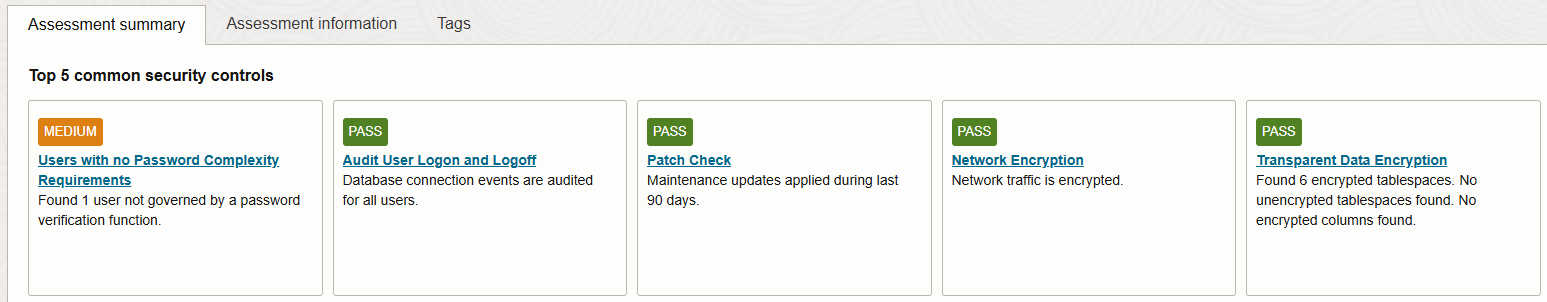 Assessment summary
Assessment information
Tags
Top 5 common security controls
MEDIUM
Users with no Password Complexity
Requirements
Found 1 user not governed by a password
verification function.
PASS
Audit User Logon and Logoff
Database connection events are audited
for all users.
PASS
Patch Check
Maintenance updates applied during last
90 days.
PASS
Network Encryption
Network traffic is encrypted.
PASS
Transparent Data Encryption
Found 6 encrypted tablespaces. No
unencrypted tablespaces found. No
encrypted columns found.